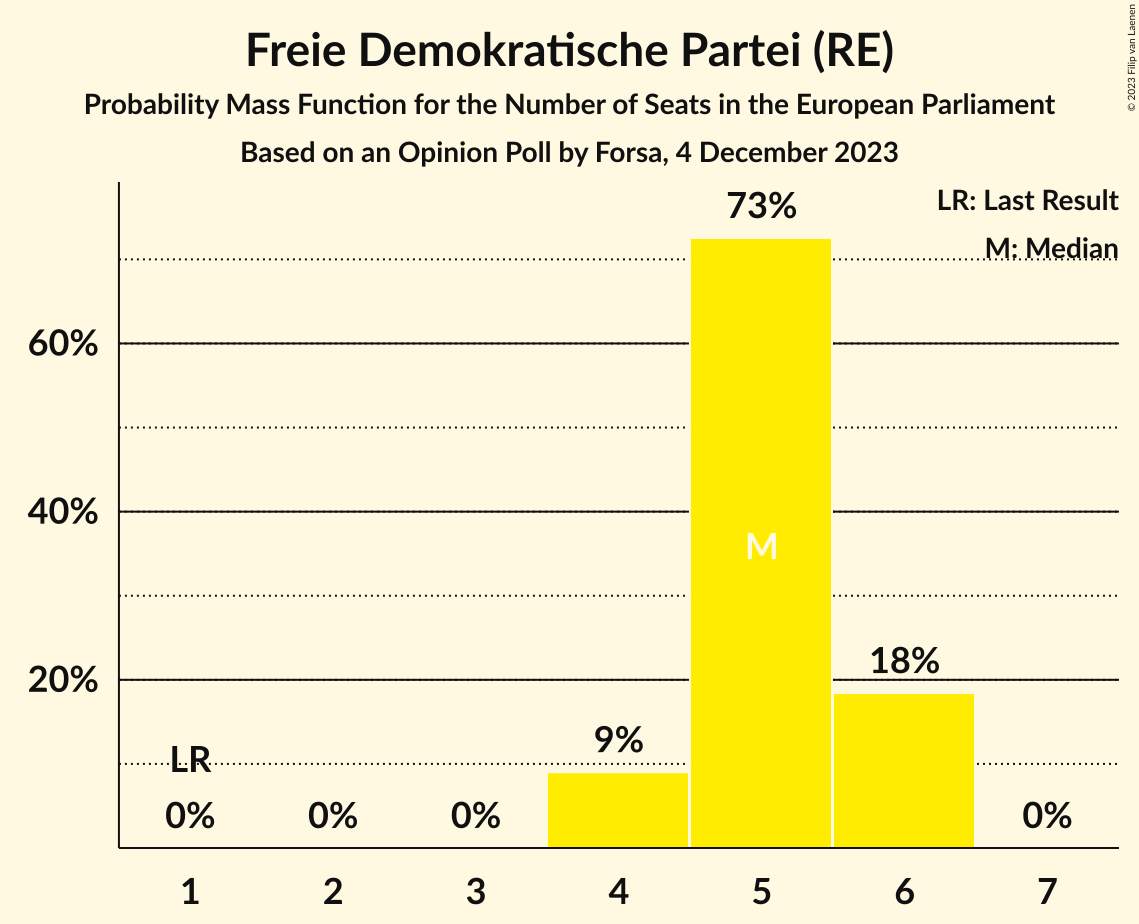 Freie Demokratische Partei (RE)
Probability Mass Function for the Number of Seats in the European Parliament
Based on an Opinion Poll by Forsa, 4 December 2023
© 2023 Filip van Laenen
LR: Last Result
M: Median
73%
60%
40%
M
20%
18%
9%
LR
0%
0%
0%
0%
1
2
3
4
5
6
7